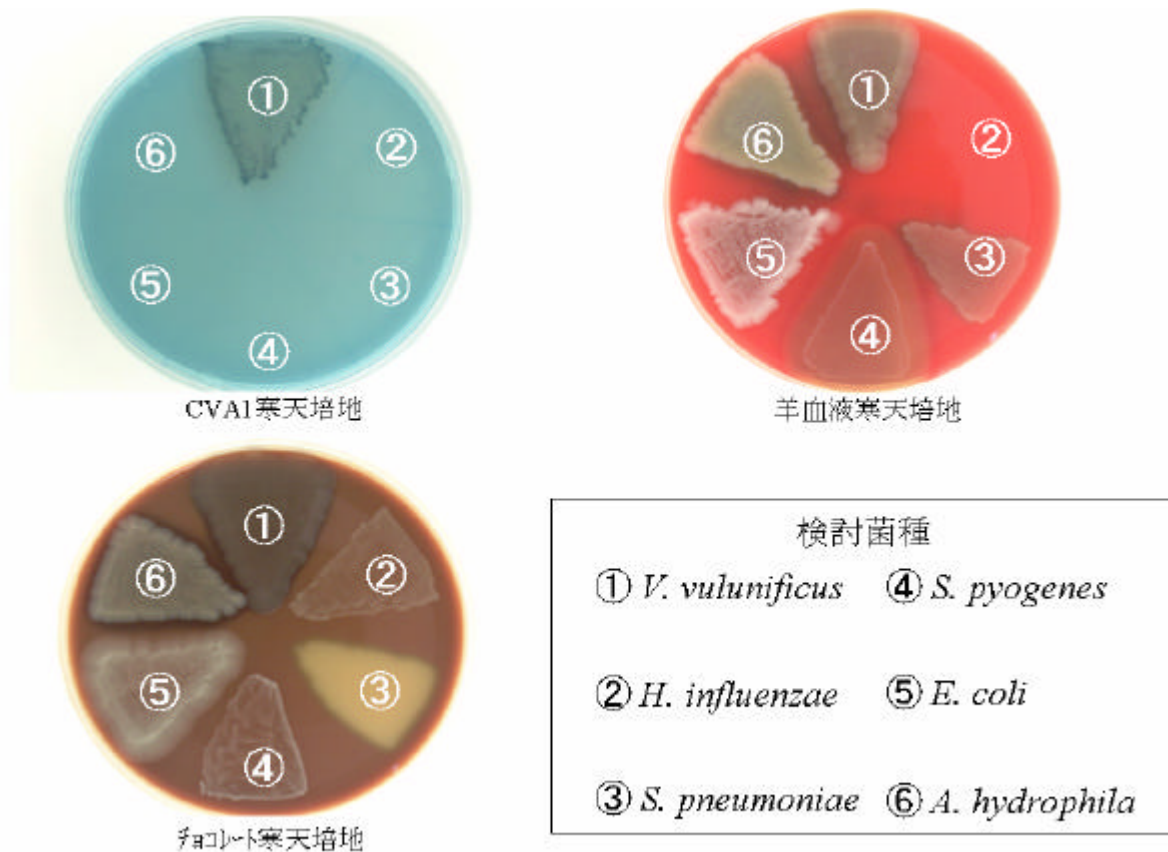 ①
⑥
②
⑤
③
④
CVA1寒天培地
①
②
⑥
⑤
③
④
羊血液寒天培地
①
⑥
②
⑤
③
④
チョコレート寒天培地
検討菌種
① V. vulunificus ④ S. pyogenes
② H. influenzae ⑤ E. coli
③ S. pneumoniae ⑥ A. hydrophila